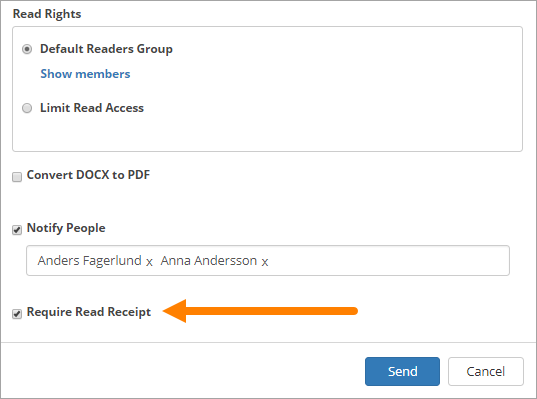 Read Rights
Default Readers Group
Show members
Limit Read Access
Convert DOCX to PDF
Notify People
Anders Fagerlund x Anna Andersson x
Require Read Receipt
Send Cancel